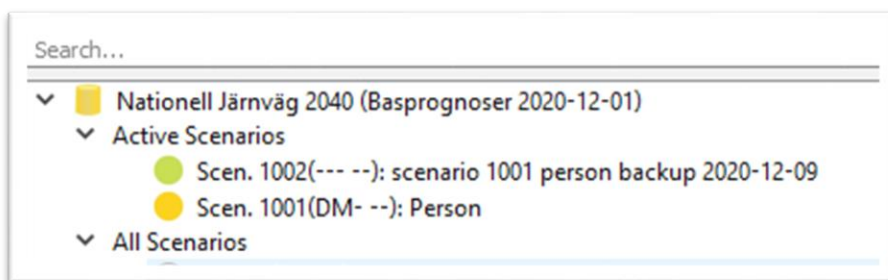 Search...
Nationell Järnväg 2040 (Basprognoser 2020-12-01)
Active Scenarios
Scen. 1002(--- --): scenario 1001 person backup 2020-12-09
Scen. 1001(DM- --): Person
All Scenarios